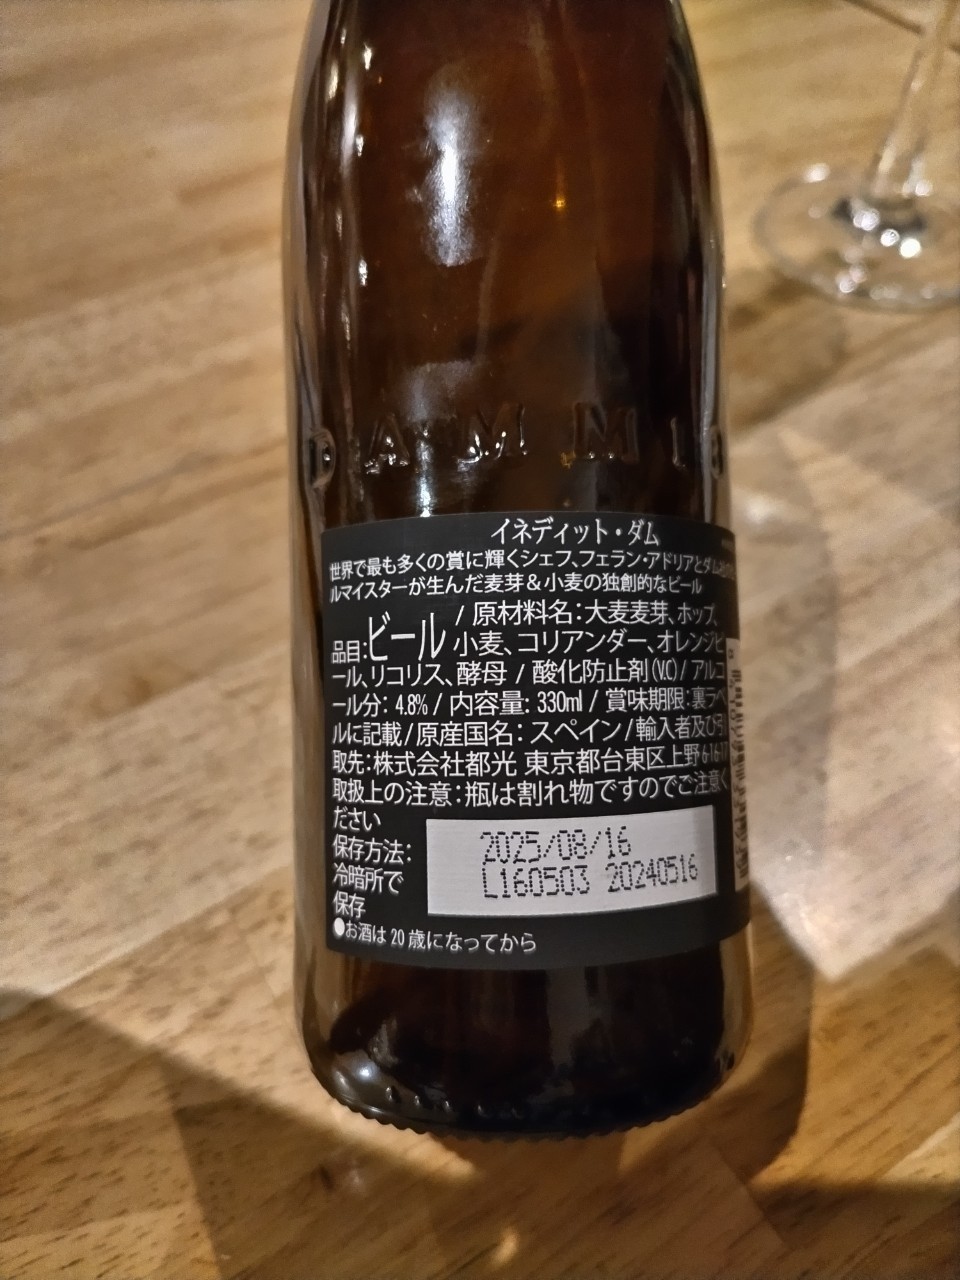 DAMM
イネディット・ダム
世界で最も多くの賞に輝くシェフ、フェラン・アドリアとダム
ルマイスターが生んだ麦芽&小麦の独創的なビール
品目:ビール / 原材料名:大麦麦芽、ホップ、
小麦、コリアンダー、オレンジピ
ール、リコリス、酵母 / 酸化防止剤(V.C) / アルコ
ール分: 4.8% / 内容量: 330ml / 賞味期限:裏ラベ
ルに記載 / 原産国名: スペイン / 輸入者及び引
取先:株式会社都光 東京都台東区上野6-16-17
取扱上の注意:瓶は割れ物ですのでご注意く
ださい
保存方法:
冷暗所で
保存
2025/08/16
L160503 20240516
●お酒は20歳になってから